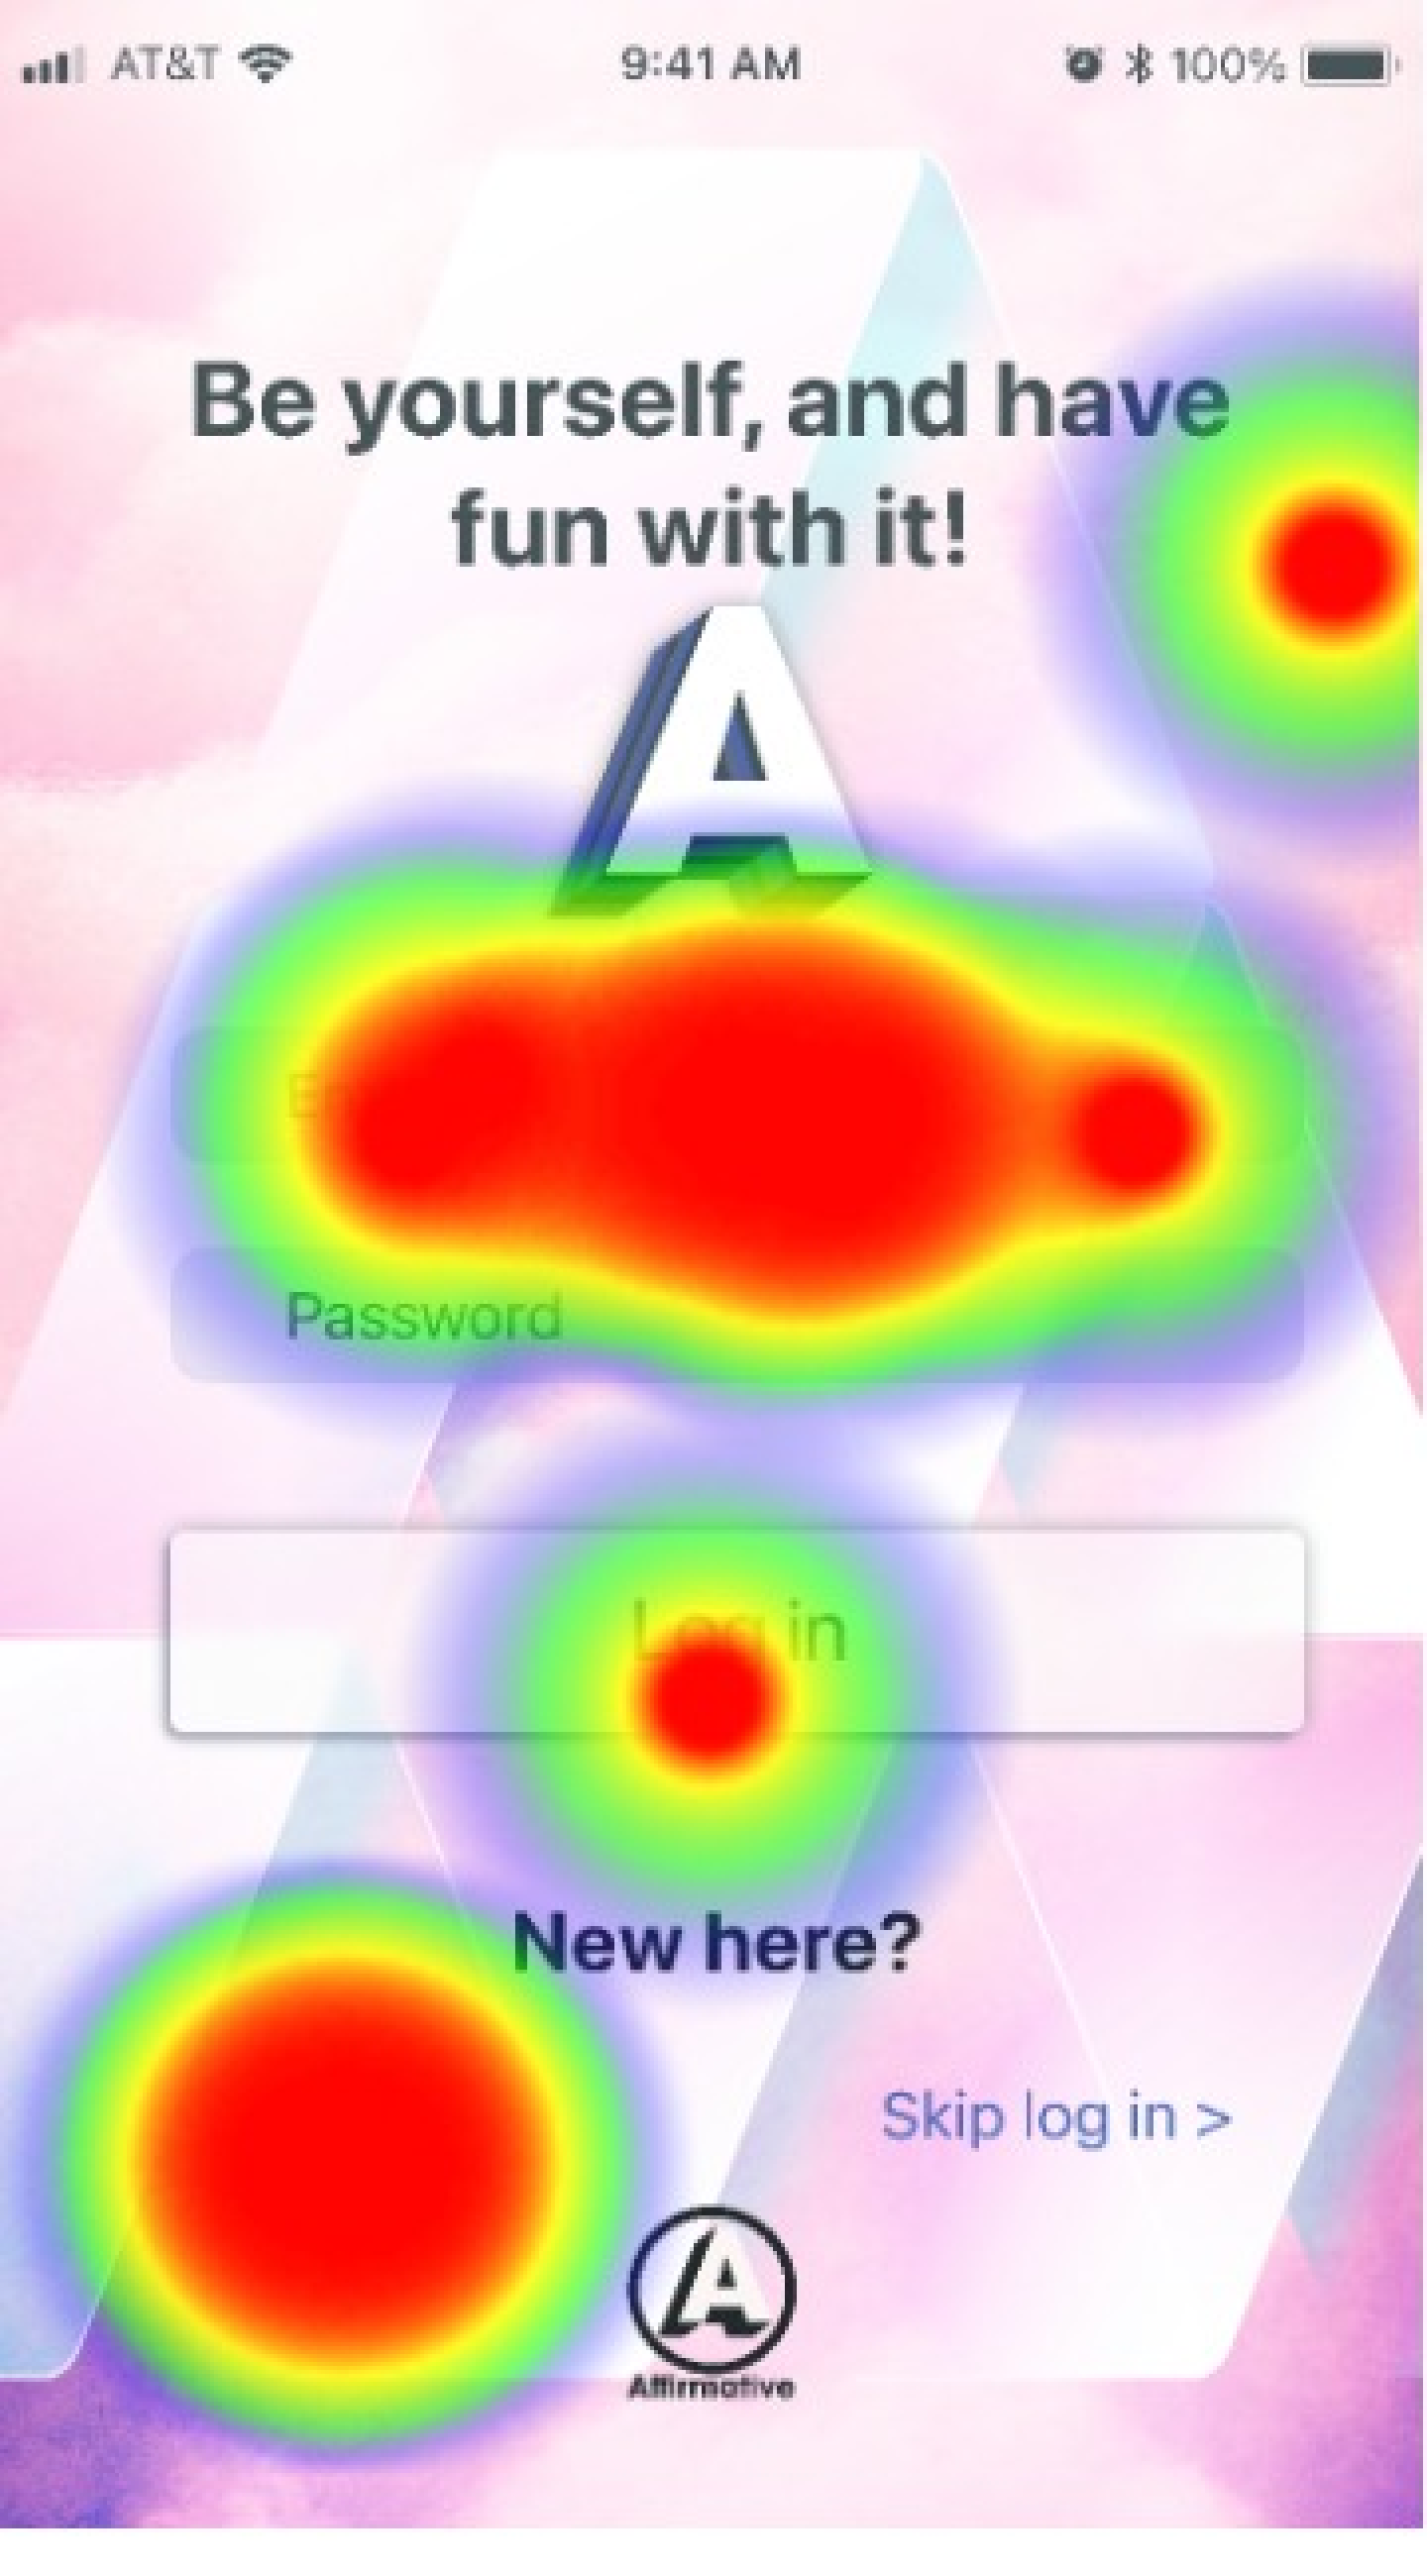 AT&T 9:41 AM 100%
Be yourself, and have
fun with it!
A
Password
Log in
New here?
Skip log in >
A
Affirmative